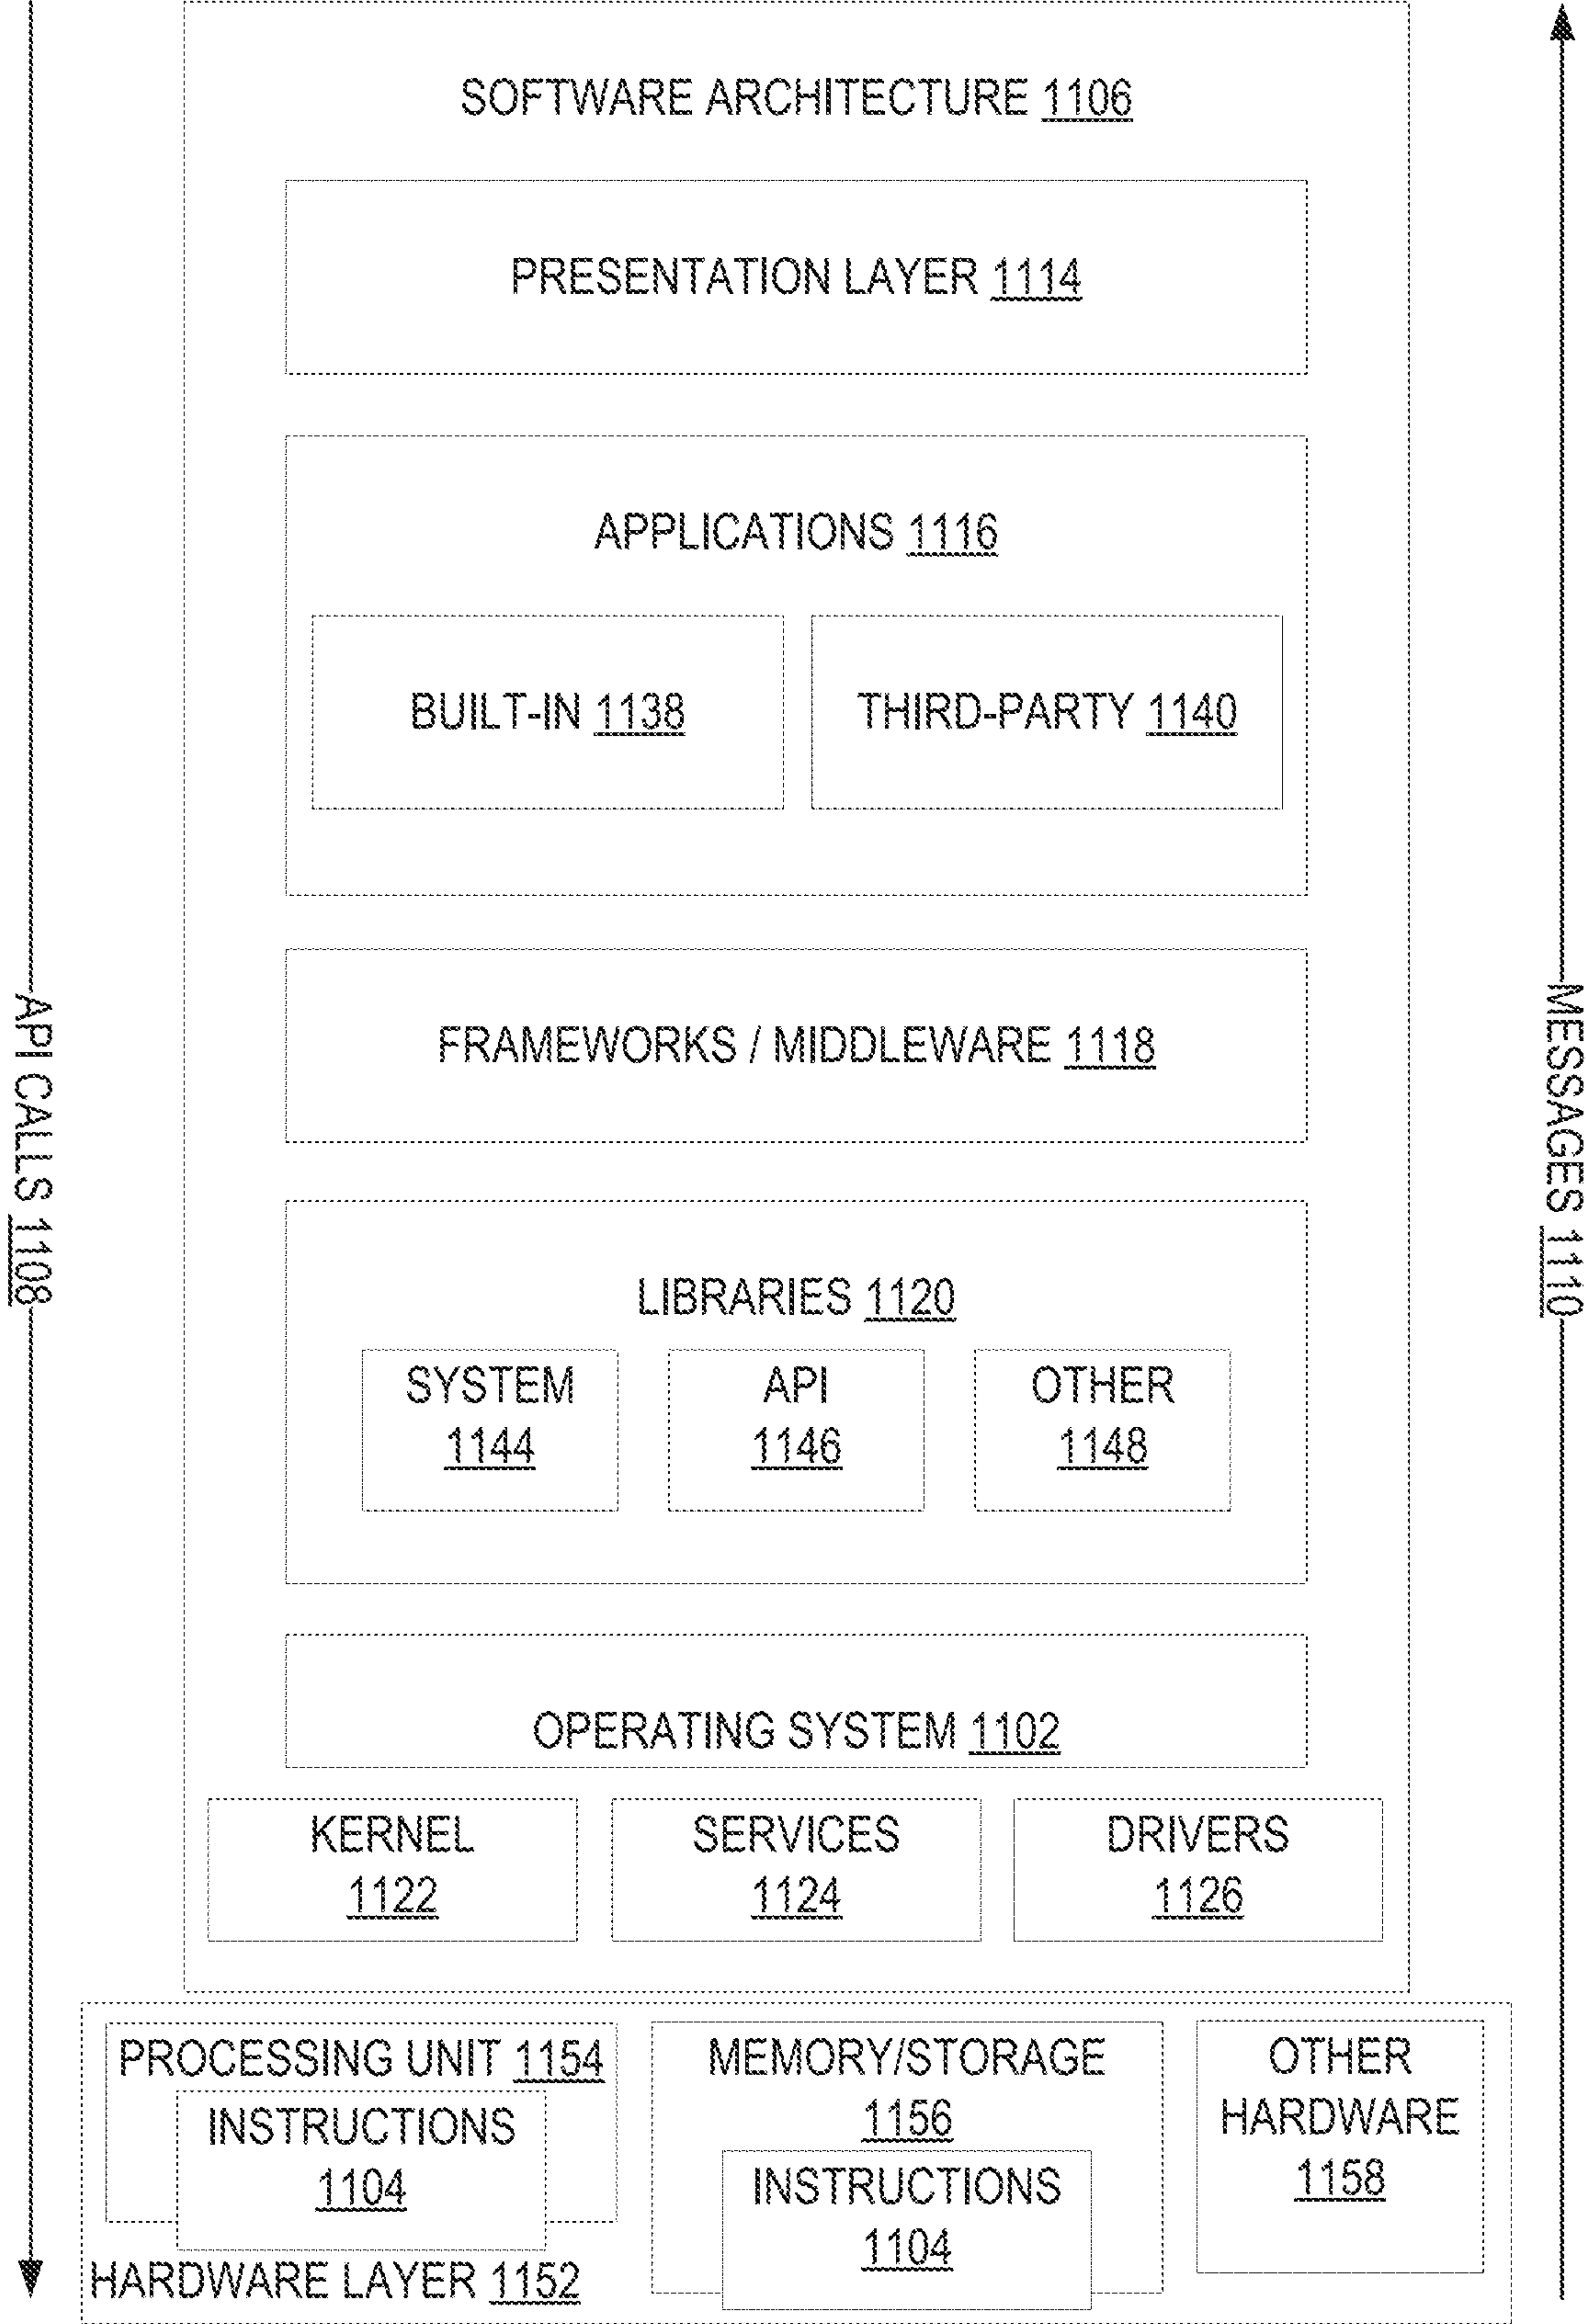 SOFTWARE ARCHITECTURE 1106
PRESENTATION LAYER 1114
APPLICATIONS 1116
BUILT-IN 1138
THIRD-PARTY 1140
FRAMEWORKS / MIDDLEWARE 1118
API CALLS 1108
MESSAGES 1110
LIBRARIES 1120
SYSTEM
1144
API
1146
OTHER
1148
OPERATING SYSTEM 1102
KERNEL
1122
SERVICES
1124
DRIVERS
1126
PROCESSING UNIT 1154
INSTRUCTIONS
1104
MEMORY/STORAGE
1156
INSTRUCTIONS
1104
OTHER
HARDWARE
1158
HARDWARE LAYER 1152